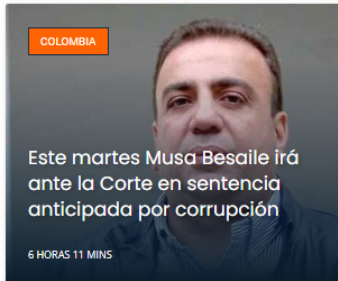 COLOMBIA
Este martes Musa Besaile irá
ante la Corte en sentencia
anticipada por corrupción
6 HORAS 11 MINS